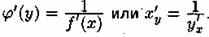 φ'(y) = 1/f'(x) или x'_y = 1/y'_x.